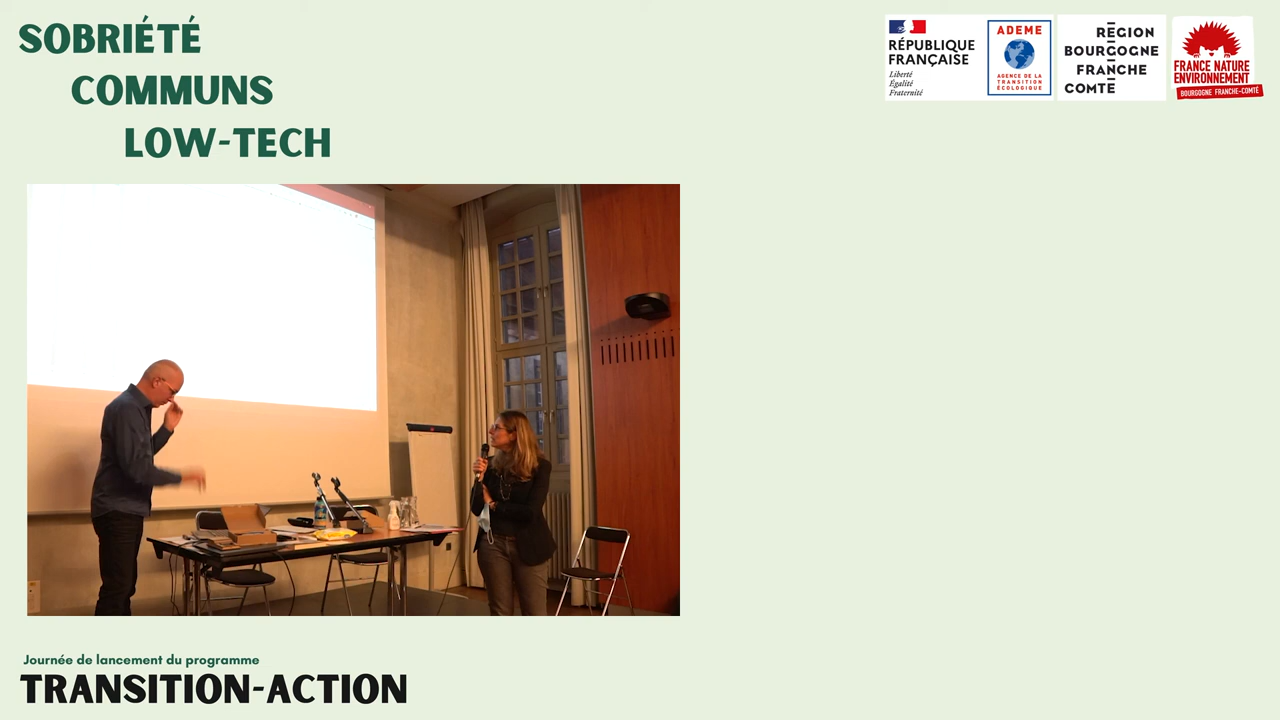 SOBRIÉTÉ
COMMUNS
LOW-TECH
RÉPUBLIQUE
FRANÇAISE
Liberté
Égalité
Fraternité
ADEME
AGENCE DE LA
TRANSITION
ÉCOLOGIQUE
RÉGION
BOURGOGNE
FRANCHE
COMTÉ
FRANCE NATURE
ENVIRONNEMENT
BOURGOGNE FRANCHE-COMTÉ
Journée de lancement du programme
TRANSITION-ACTION